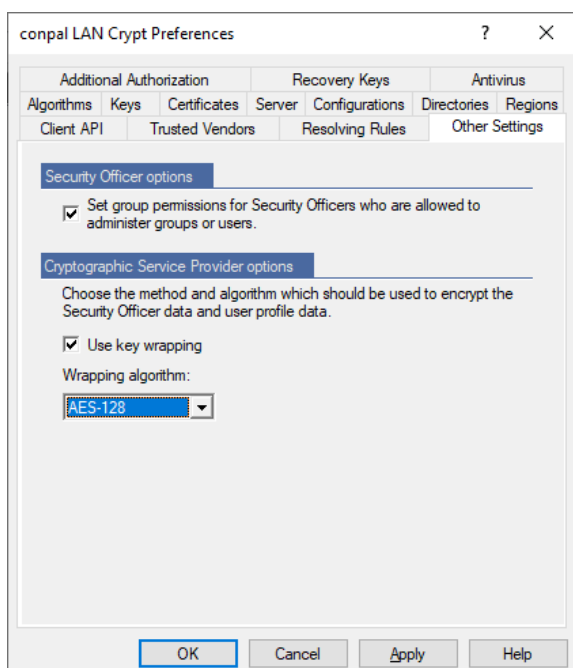 conpal LAN Crypt Preferences ?
Additional Authorization Recovery Keys Antivirus
Algorithms Keys Certificates Server Configurations Directories Regions
Client API Trusted Vendors Resolving Rules Other Settings
Security Officer options
Set group permissions for Security Officers who are allowed to
administer groups or users.
Cryptographic Service Provider options
Choose the method and algorithm which should be used to encrypt the
Security Officer data and user profile data.
Use key wrapping
Wrapping algorithm:
AES-128
OK Cancel Apply Help